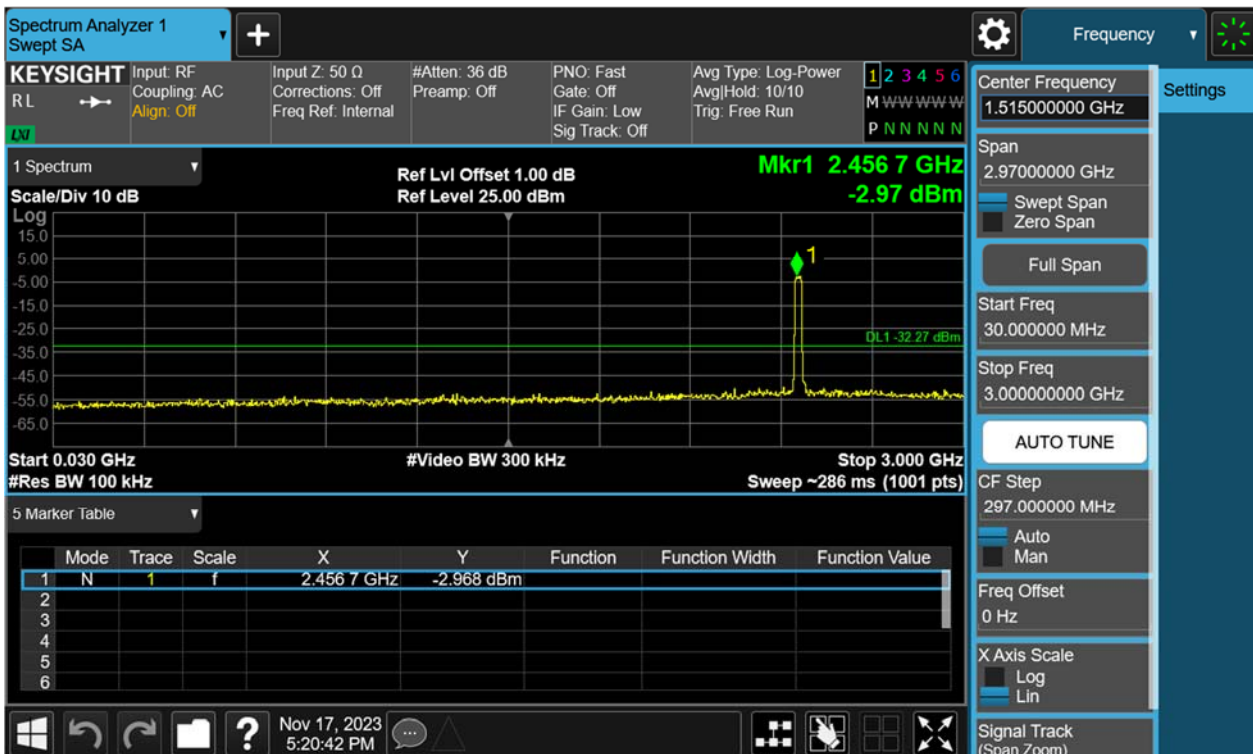 Spectrum Analyzer 1
Swept SA
+
Frequency
KEYSIGHT
RL
LXI
Input: RF
Coupling: AC
Align: Off
Input Z: 50 Ω
Corrections: Off
Freq Ref: Internal
#Atten: 36 dB
Preamp: Off
PNO: Fast
Gate: Off
IF Gain: Low
Sig Track: Off
Avg Type: Log-Power
Avg|Hold: 10/10
Trig: Free Run
1 2 3 4 5 6
M W W W W W
P N N N N N
Center Frequency
1.515000000 GHz
Settings
Span
2.97000000 GHz
Swept Span
Zero Span
Full Span
Start Freq
30.000000 MHz
Stop Freq
3.000000000 GHz
AUTO TUNE
CF Step
297.000000 MHz
Auto
Man
Freq Offset
0 Hz
X Axis Scale
Log
Lin
Signal Track
(Span Zoom)
1 Spectrum
Scale/Div 10 dB
Ref Lvl Offset 1.00 dB
Ref Level 25.00 dBm
Mkr1 2.456 7 GHz
-2.97 dBm
Log
15.0
5.00
-5.00
-15.0
-25.0
-35.0
-45.0
-55.0
-65.0
1
DL1 -32.27 dBm
Start 0.030 GHz
#Video BW 300 kHz
Stop 3.000 GHz
#Res BW 100 kHz
Sweep ~286 ms (1001 pts)
5 Marker Table
Mode Trace Scale X Y Function Function Width Function Value
1 N 1 f 2.456 7 GHz -2.968 dBm
2
3
4
5
6
?
Nov 17, 2023
5:20:42 PM